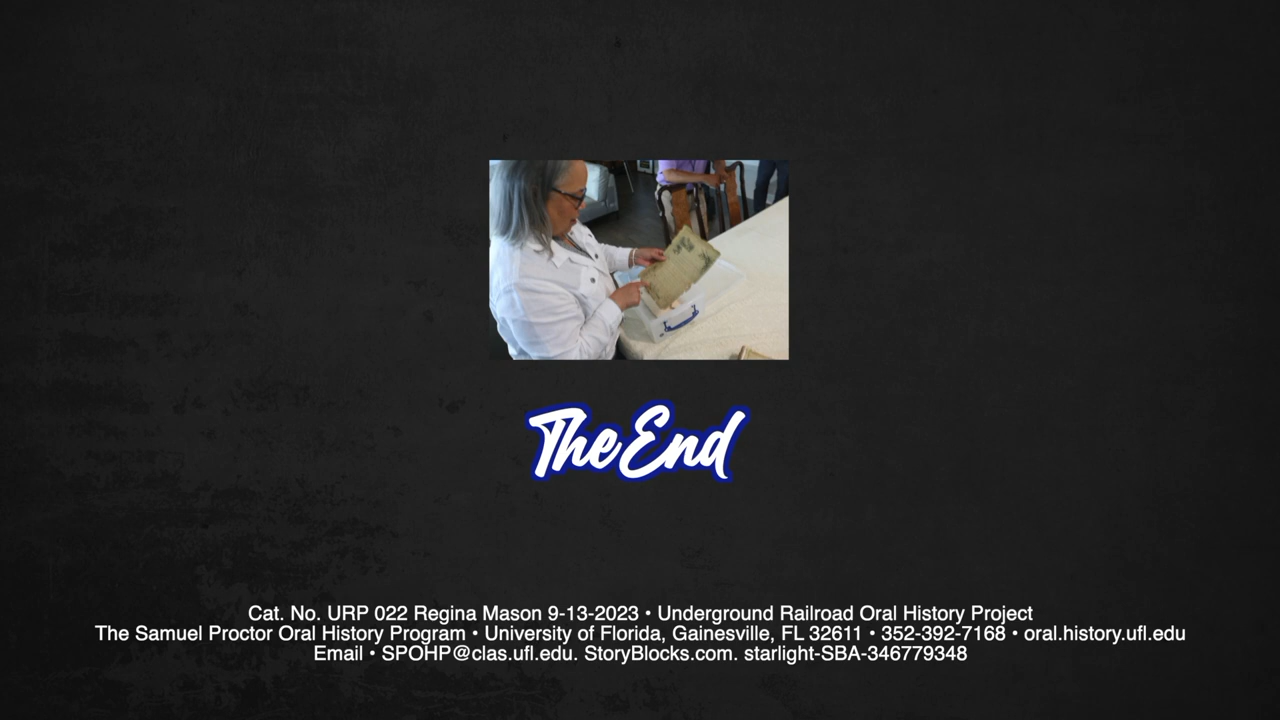 The End
Cat. No. URP 022 Regina Mason 9-13-2023 • Underground Railroad Oral History Project
The Samuel Proctor Oral History Program • University of Florida, Gainesville, FL 32611 • 352-392-7168 • oral.history.ufl.edu
Email • SPOHP@clas.ufl.edu. StoryBlocks.com. starlight-SBA-346779348